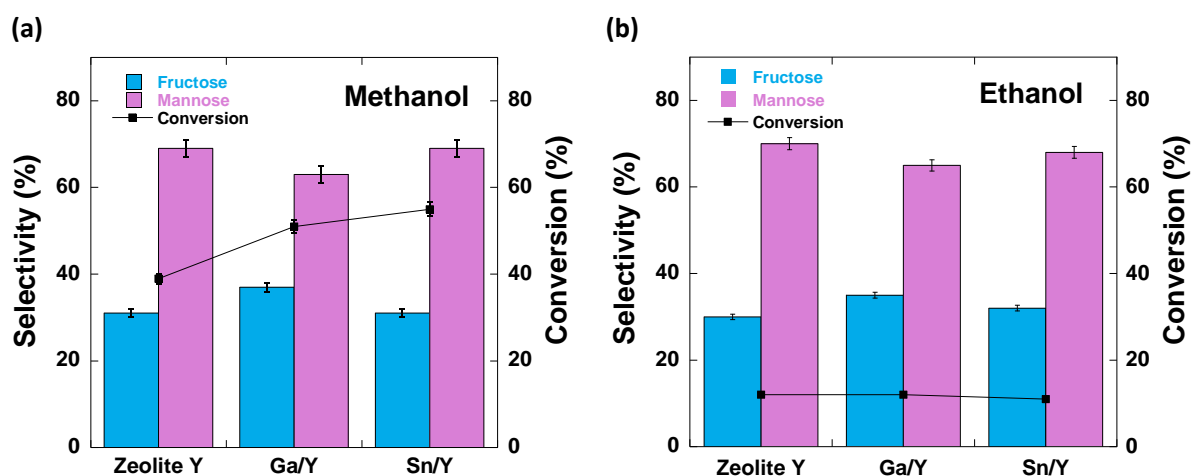 (a)
Fructose
Mannose
Conversion
Methanol
Selectivity (%)
80
60
40
20
0
80
60
40
20
0
Conversion (%)
Zeolite Y Ga/Y Sn/Y
(b)
Fructose
Mannose
Conversion
Ethanol
Selectivity (%)
80
60
40
20
0
80
60
40
20
0
Conversion (%)
Zeolite Y Ga/Y Sn/Y